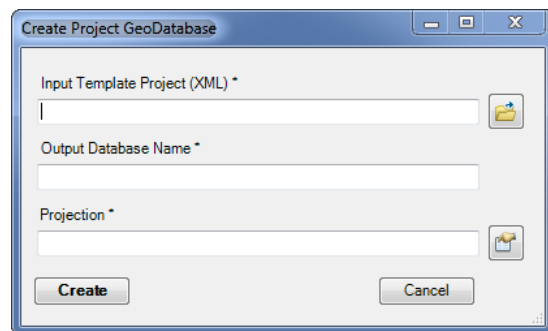 Create Project GeoDatabase
Input Template Project (XML) *
Output Database Name *
Projection *
Create Cancel